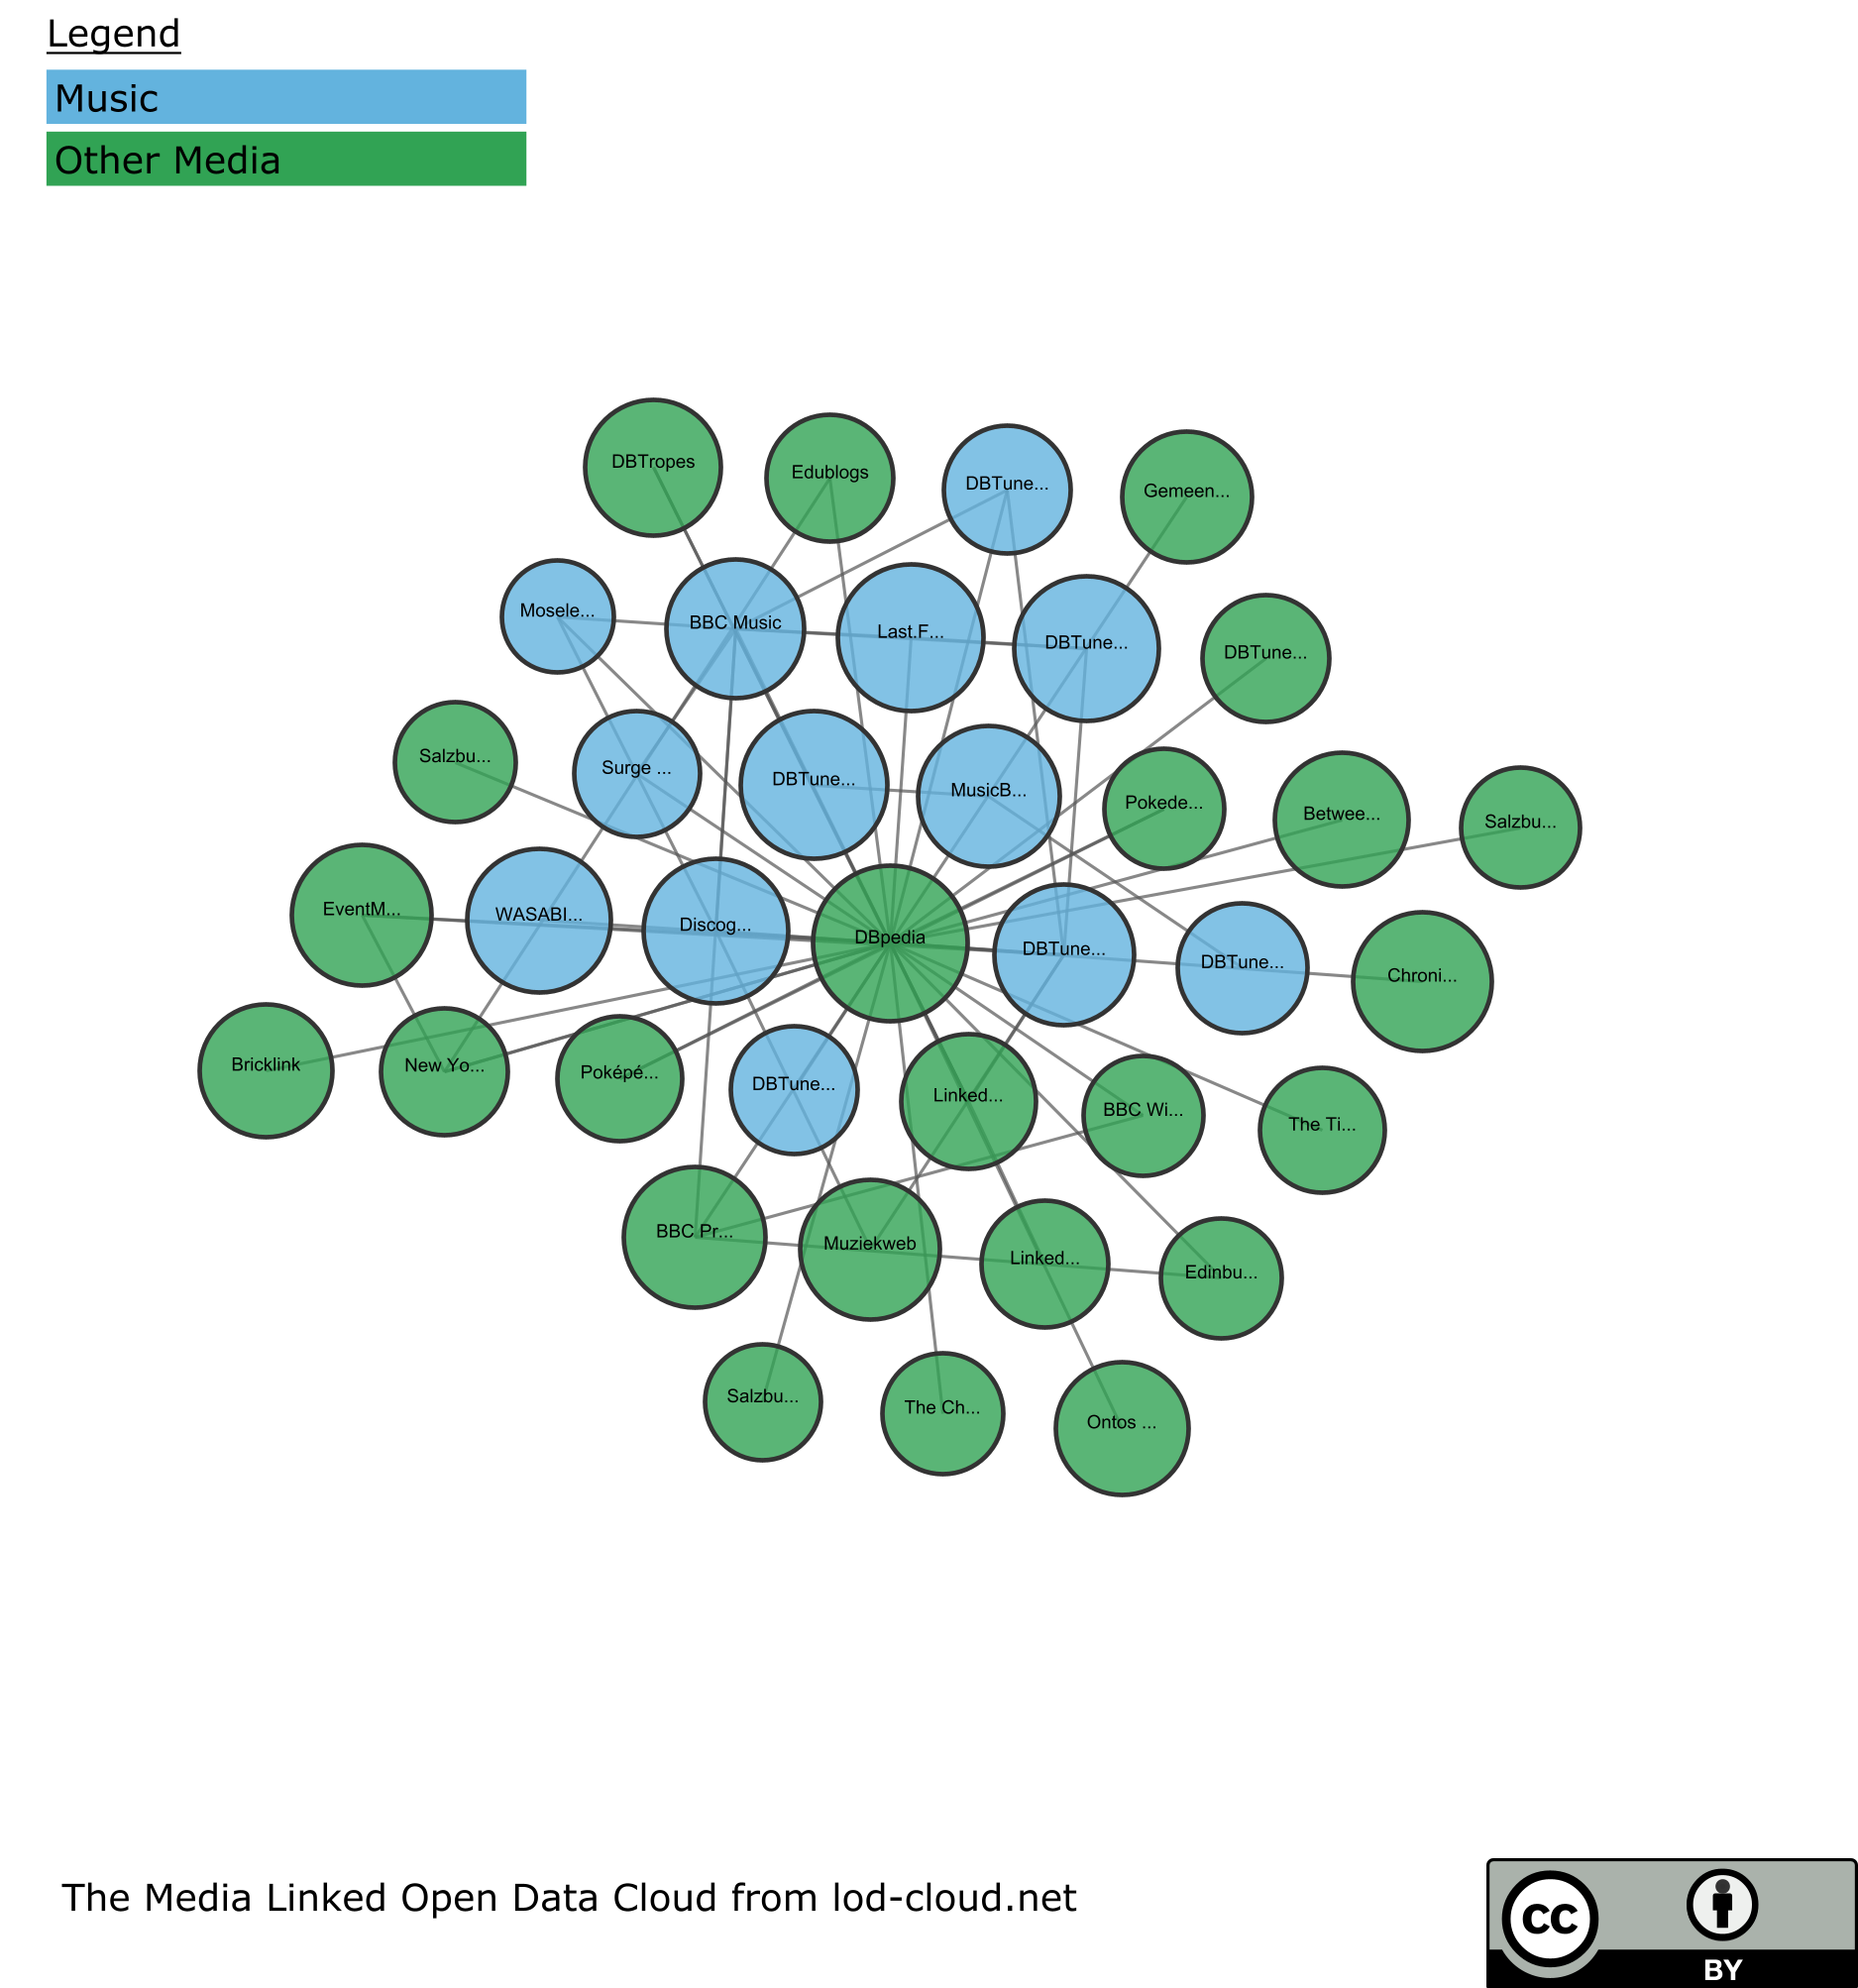 Legend
Music
Other Media
DBTropes
Edublogs
DBTune...
Gemeen...
Mosele...
BBC Music
Last.F...
DBTune...
DBTune...
Salzbu...
Surge ...
DBTune...
MusicB...
Pokede...
Betwee...
Salzbu...
EventM...
WASABI...
Discog...
DBpedia
DBTune...
DBTune...
Chroni...
Bricklink
New Yo...
Poképé...
DBTune...
Linked...
BBC Wi...
The Ti...
BBC Pr...
Muziekweb
Linked...
Edinbu...
Salzbu...
The Ch...
Ontos ...
The Media Linked Open Data Cloud from lod-cloud.net
cc
BY